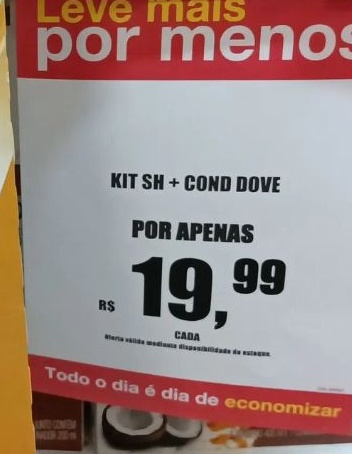 Leve mais
por menos
KIT SH + COND DOVE
POR APENAS
R$ 19,99
CADA
Oferta válida mediante disponibilidade de estoque
Todo o dia é dia de economizar